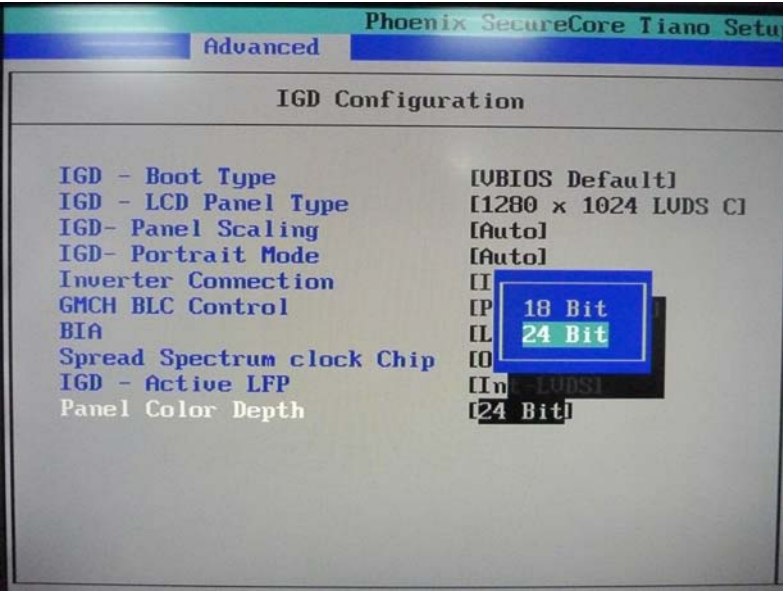 Phoenix SecureCore Tiano Setu
Advanced
IGD Configuration
IGD - Boot Type [VBIOS Default]
IGD - LCD Panel Type [1280 x 1024 LVDS C]
IGD- Panel Scaling [Auto]
IGD- Portrait Mode [Auto]
Inverter Connection [I
GMCH BLC Control [P 18 Bit ]
BIA [L 24 Bit
Spread Spectrum clock Chip [O
IGD - Active LFP [Int-LVDS]
Panel Color Depth [24 Bit]